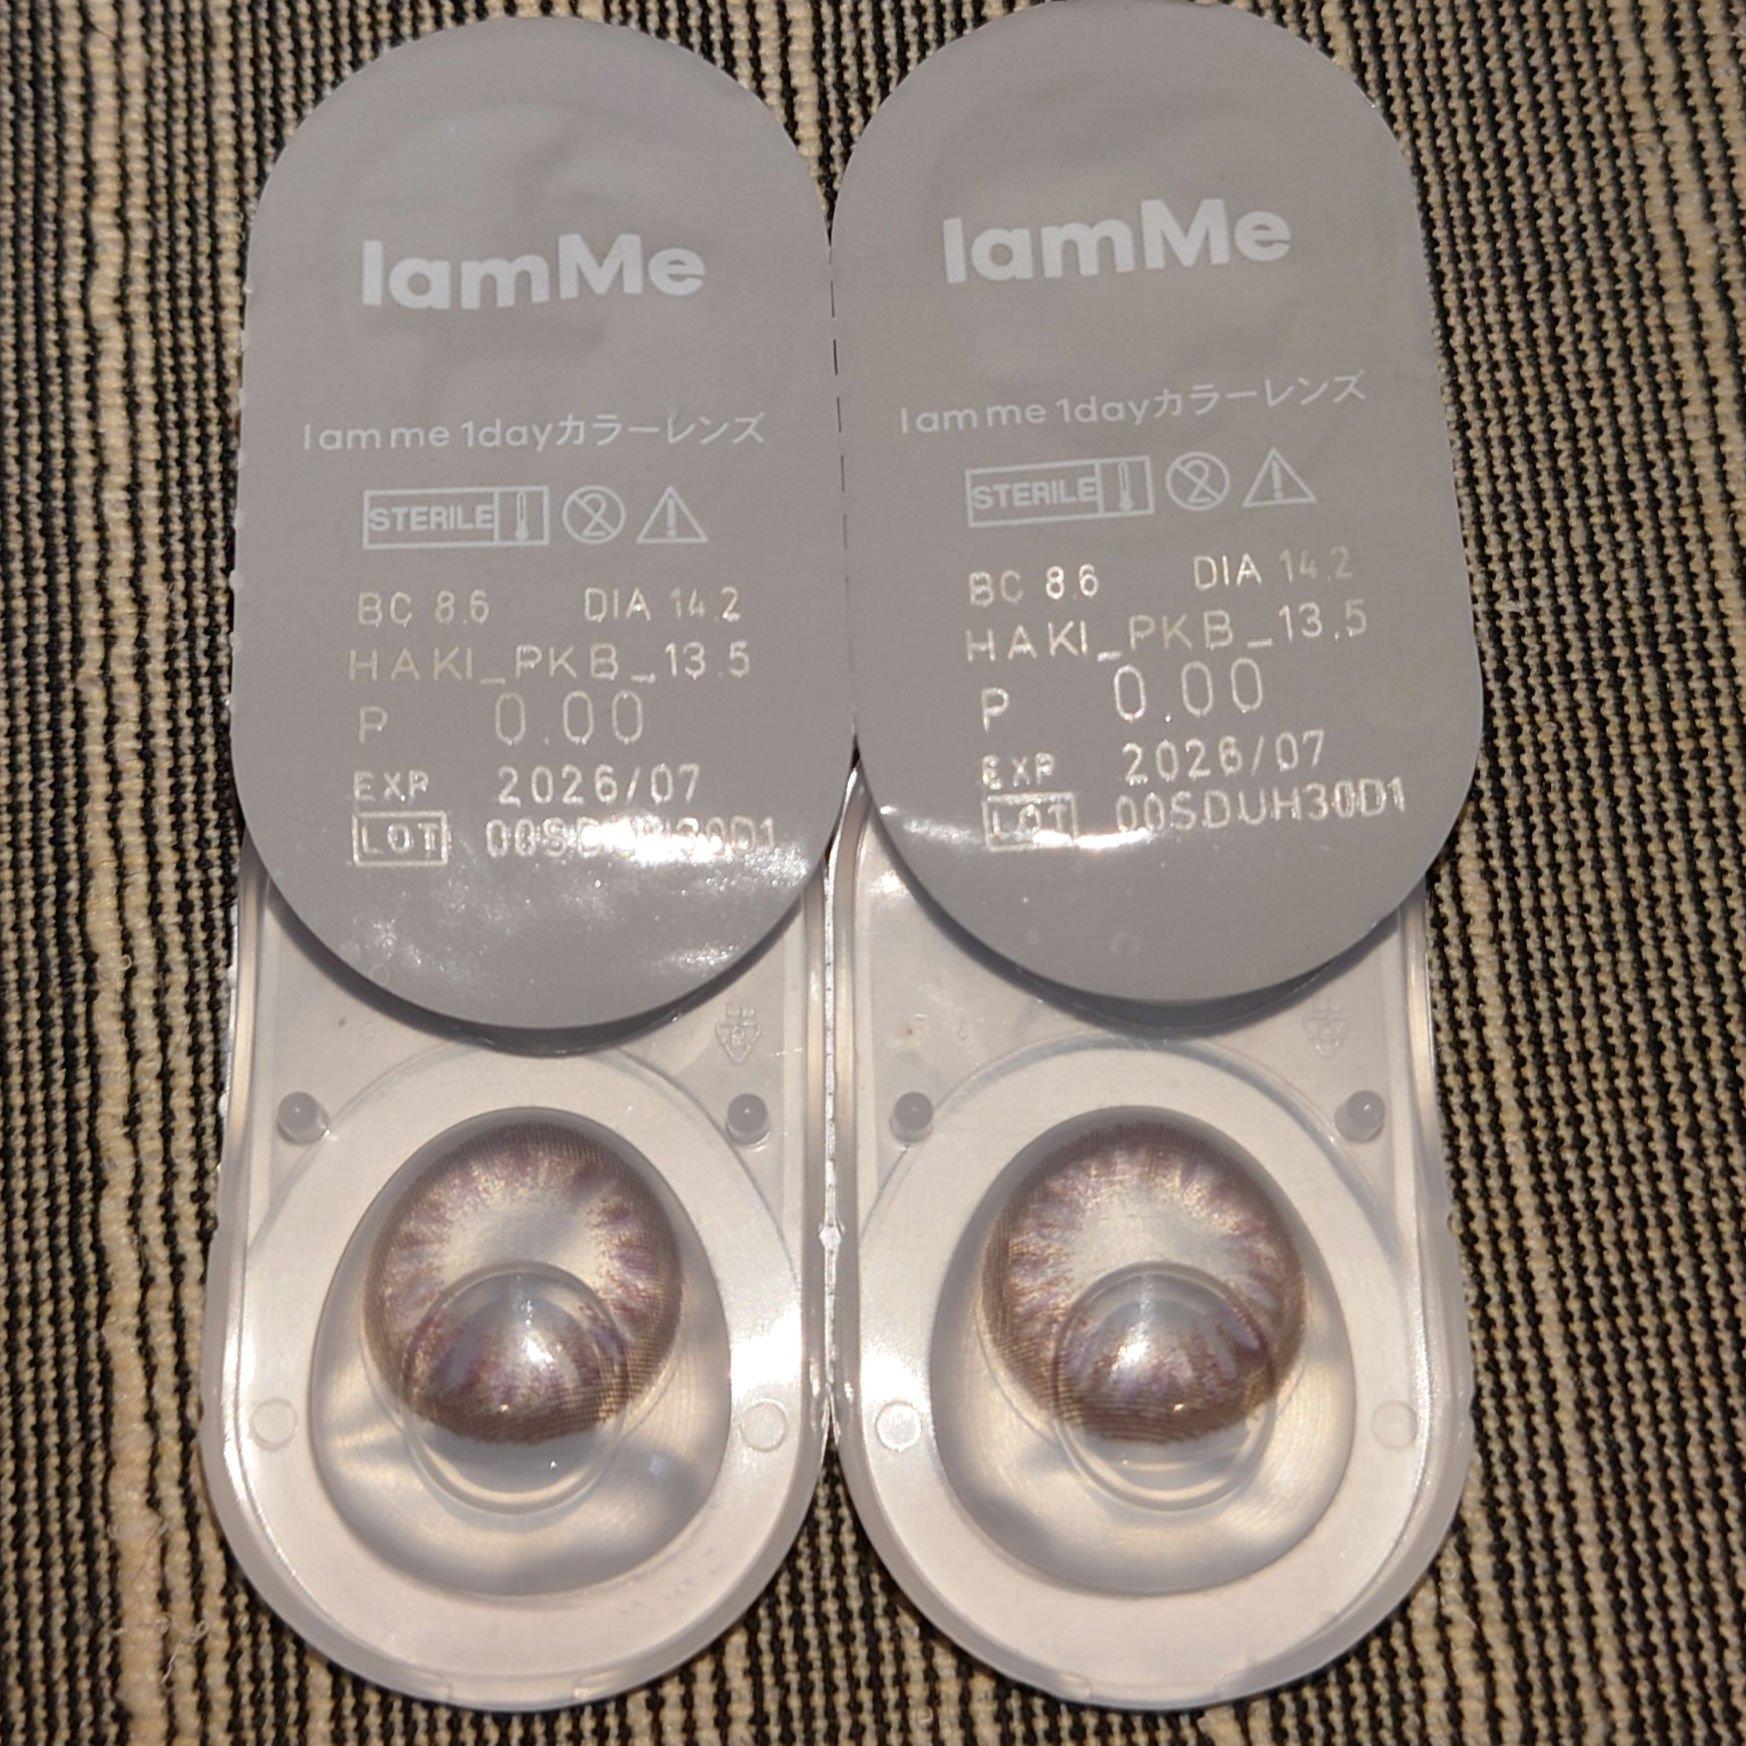 IamMe
I am me 1dayカラーレンズ
STERILE
BC 8.6 DIA 14.2
HAKI_PKB_13.5
P 0.00
EXP 2026/07
LOT 00SDUH30D1
IamMe
I am me 1dayカラーレンズ
STERILE
BC 8.6 DIA 14.2
HAKI_PKB_13.5
P 0.00
EXP 2026/07
LOT 00SDUH30D1